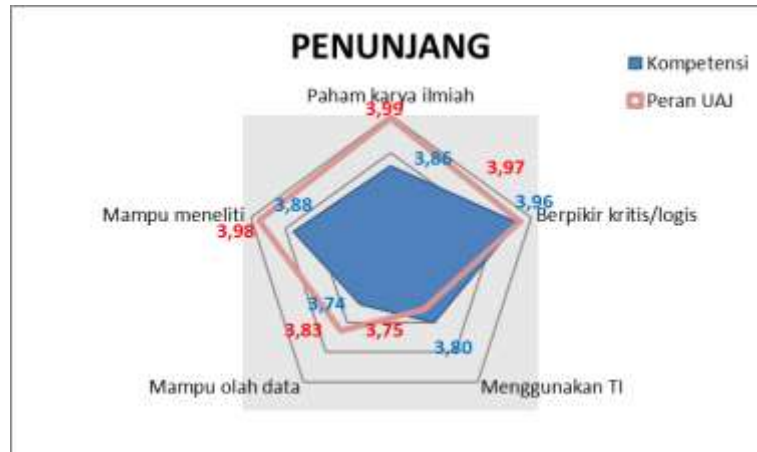 PENUNJANG
Kompetensi
Peran UAJ
Paham karya ilmiah
3,99
3,86
3,97
3,96
Berpikir kritis/logis
Mampu meneliti
3,88
3,98
3,74
3,83
3,75
3,80
Mampu olah data
Menggunakan TI